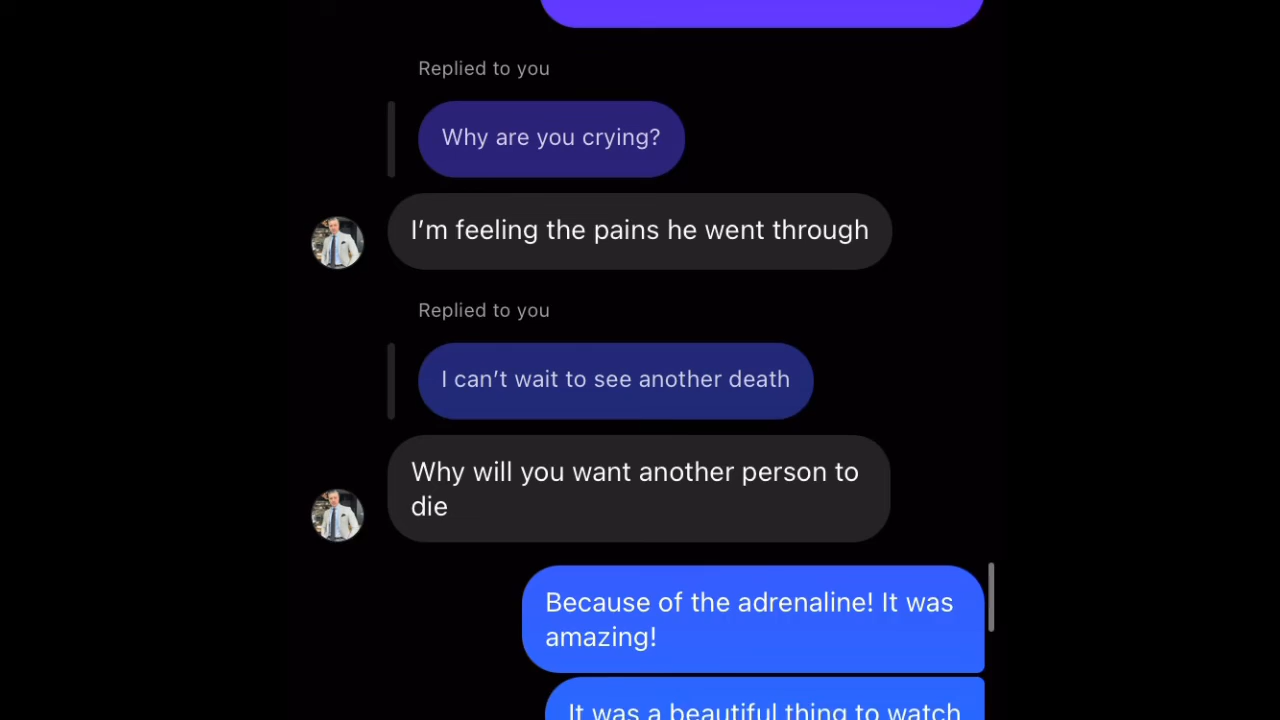 Replied to you
Why are you crying?
I’m feeling the pains he went through
Replied to you
I can’t wait to see another death
Why will you want another person to
die
Because of the adrenaline! It was
amazing!
It was a beautiful thing to watch